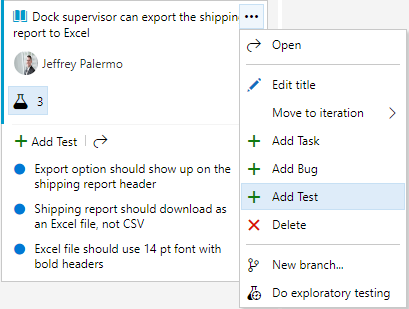 Dock supervisor can export the shipping
report to Excel
Jeffrey Palermo
3
Add Test
Export option should show up on the
shipping report header
Shipping report should download as
an Excel file, not CSV
Excel file should use 14 pt font with
bold headers
Open
Edit title
Move to iteration
Add Task
Add Bug
Add Test
Delete
New branch...
Do exploratory testing